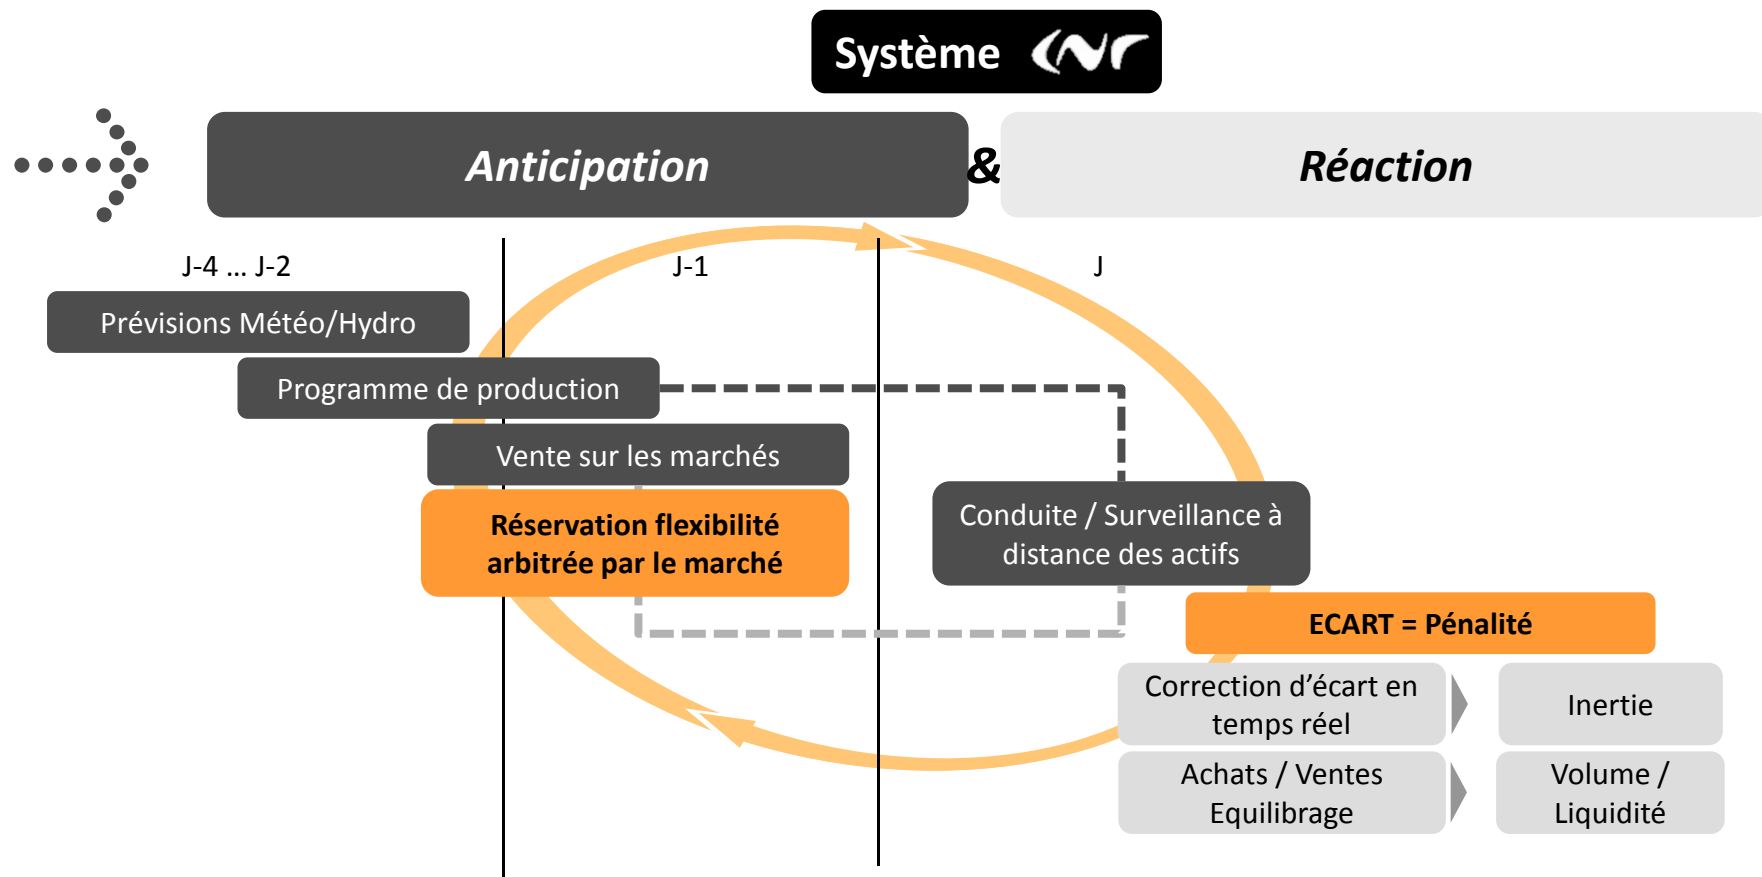 Système CNR
Anticipation
&
Réaction
J-4 ... J-2
J-1
J
Prévisions Météo/Hydro
Programme de production
Vente sur les marchés
Réservation flexibilité
arbitrée par le marché
Conduite / Surveillance à
distance des actifs
ECART = Pénalité
Correction d’écart en
temps réel
Inertie
Achats / Ventes
Equilibrage
Volume /
Liquidité